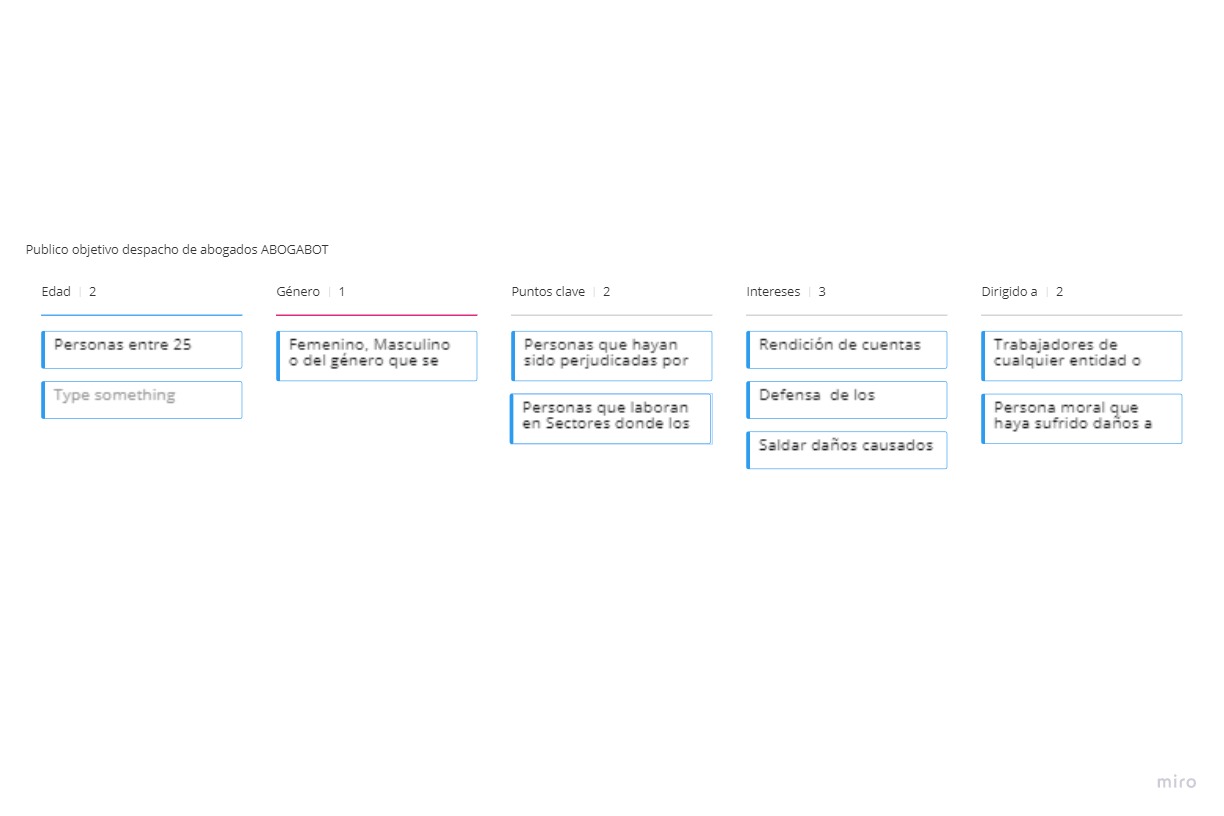 Publico objetivo despacho de abogados ABOGABOT
Edad | 2
Personas entre 25
Type something
Género | 1
Femenino, Masculino
o del género que se
Puntos clave | 2
Personas que hayan
sido perjudicadas por
Personas que laboran
en Sectores donde los
Intereses | 3
Rendición de cuentas
Defensa de los
Saldar daños causados
Dirigido a | 2
Trabajadores de
cualquier entidad o
Persona moral que
haya sufrido daños a
miro